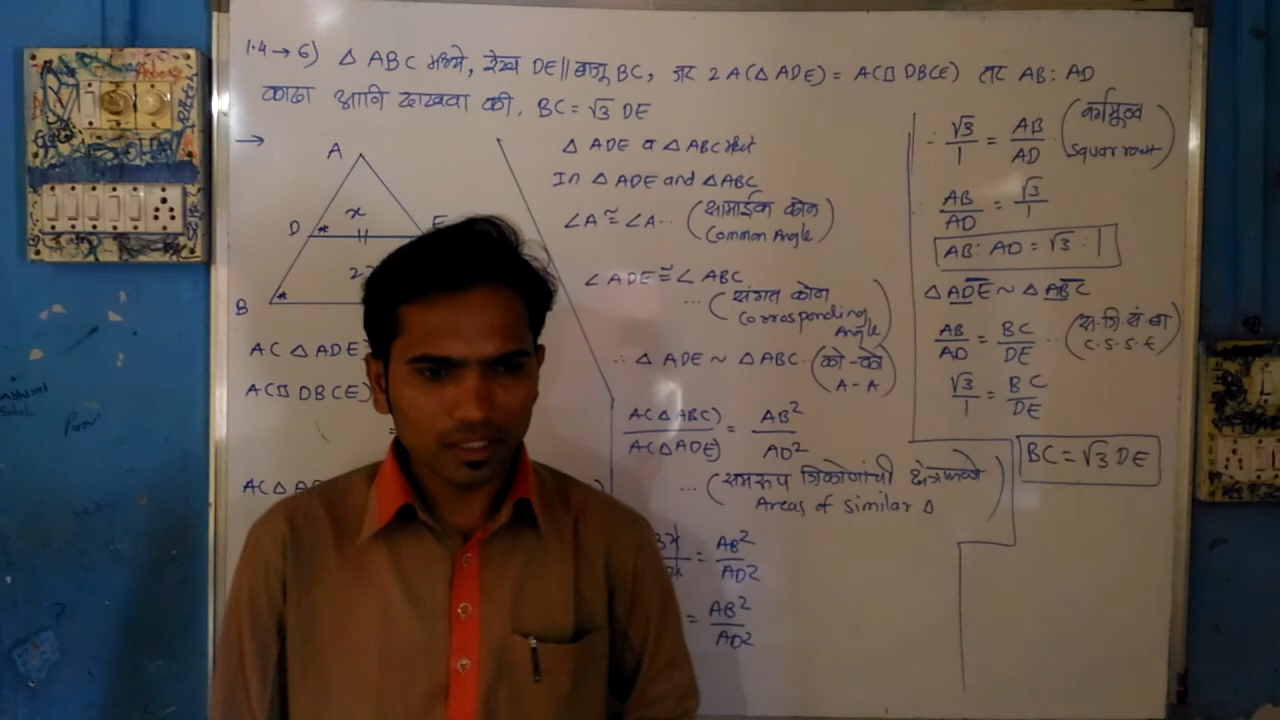 1.4 → 6) △ ABC मध्ये, रेख DE || बाजू BC, जर 2A(△ ADE) = A(□ DBCE) तर AB : AD
काढा आणि दाखवा की, BC = √3 DE
→
A
x
D
E
B
A(△ ADE)
A(□ DBCE)
=
△ ADE व △ ABC मध्ये
In △ ADE and △ABC
∠A ≅ ∠A... (सामाईक कोन
Common Angle)
∠ ADE ≅ ∠ ABC
... (संगत कोन
Corrosponding
Angle)
∴ △ ADE ~ △ ABC. (को-को
A-A)
A(△ ABC) / A(△ADE) = AB² / AD²
... (समरूप त्रिकोणांची क्षेत्रफळे
Areas of similar △)
= AB² / AD²
= AB² / AD²
∴ √3 / 1 = AB / AD (वर्गमुळ
squar root)
AB / AD = √3 / 1
AB : AD = √3 : 1
△ ADE ~ △ ABC
AB / AD = BC / DE .. (स.त्रि.सं.बा
C.S.S.t)
√3 / 1 = BC / DE
BC = √3 DE